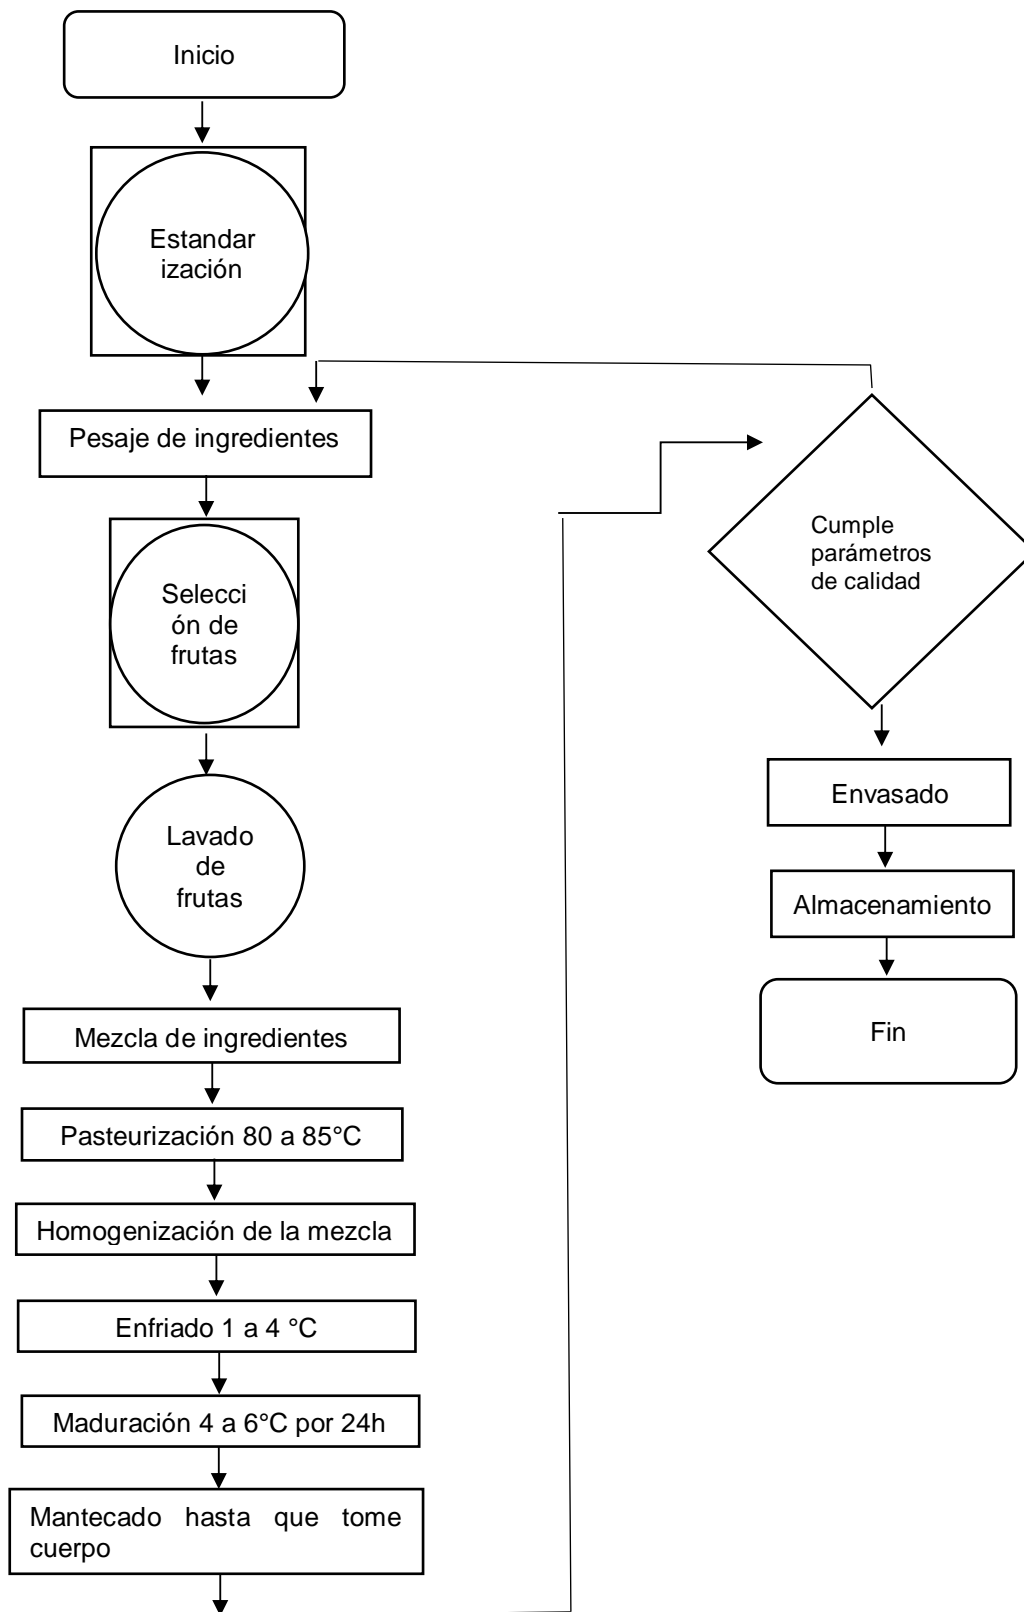 Inicio
Estandar
ización
Pesaje de ingredientes
Selecci
ón de
frutas
Lavado
de
frutas
Mezcla de ingredientes
Pasteurización 80 a 85°C
Homogenización de la mezcla
Enfriado 1 a 4 °C
Maduración 4 a 6°C por 24h
Mantecado hasta que tome
cuerpo
Cumple
parámetros
de calidad
Envasado
Almacenamiento
Fin